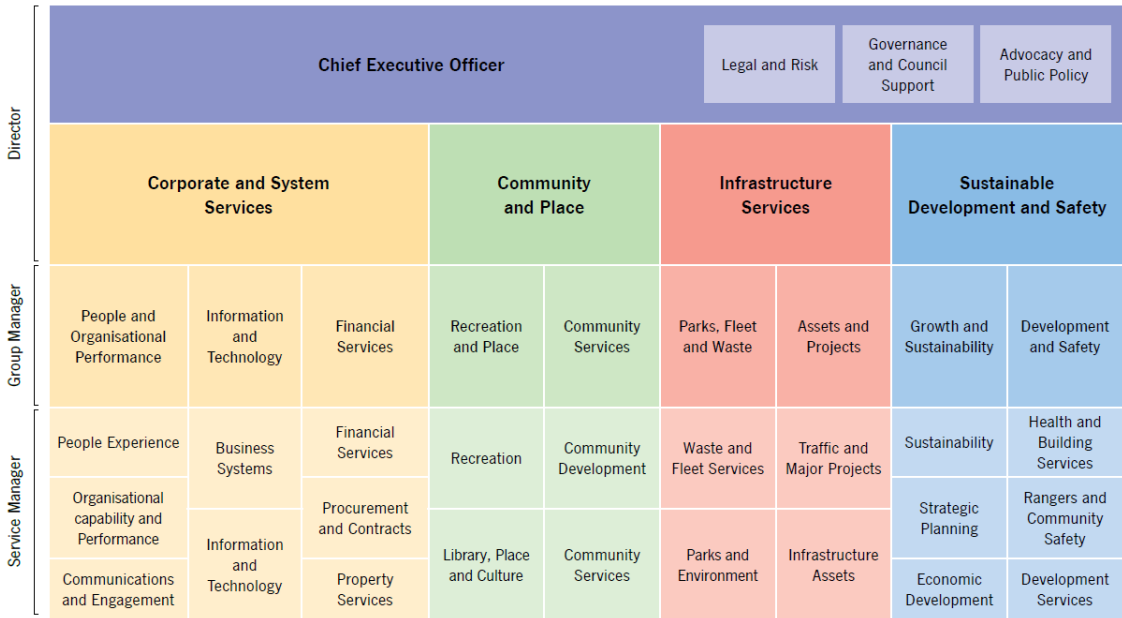 Chief Executive Officer
Legal and Risk
Governance
and Council
Support
Advocacy and
Public Policy
Director
Corporate and System
Services
Community
and Place
Infrastructure
Services
Sustainable
Development and Safety
Group Manager
People and
Organisational
Performance
Information
and
Technology
Financial
Services
Recreation
and Place
Community
Services
Parks, Fleet
and Waste
Assets and
Projects
Growth and
Sustainability
Development
and Safety
Service Manager
People Experience
Organisational
capability and
Performance
Communications
and Engagement
Business
Systems
Information
and
Technology
Financial
Services
Procurement
and Contracts
Property
Services
Recreation
Library, Place
and Culture
Community
Development
Community
Services
Waste and
Fleet Services
Parks and
Environment
Traffic and
Major Projects
Infrastructure
Assets
Sustainability
Strategic
Planning
Economic
Development
Health and
Building
Services
Rangers and
Community
Safety
Development
Services